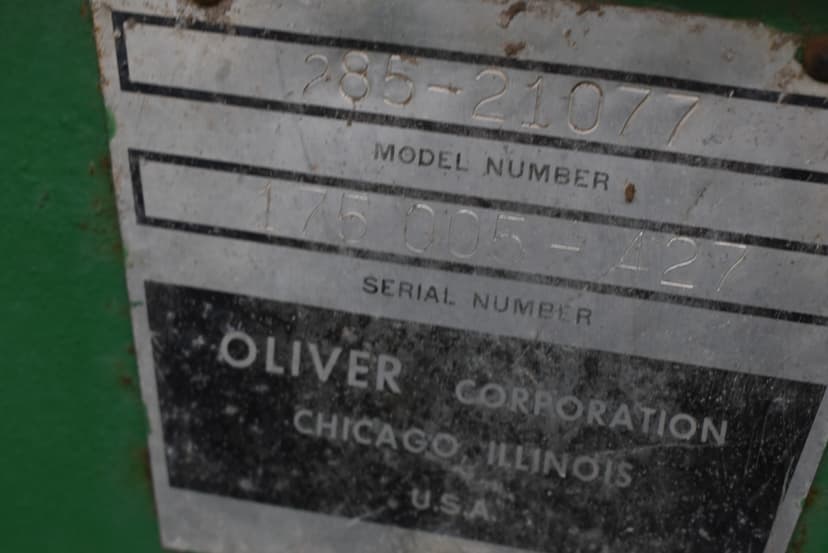 285-21077
MODEL NUMBER
175 005-427
SERIAL NUMBER
OLIVER CORPORATION
CHICAGO ILLINOIS
U.S.A.